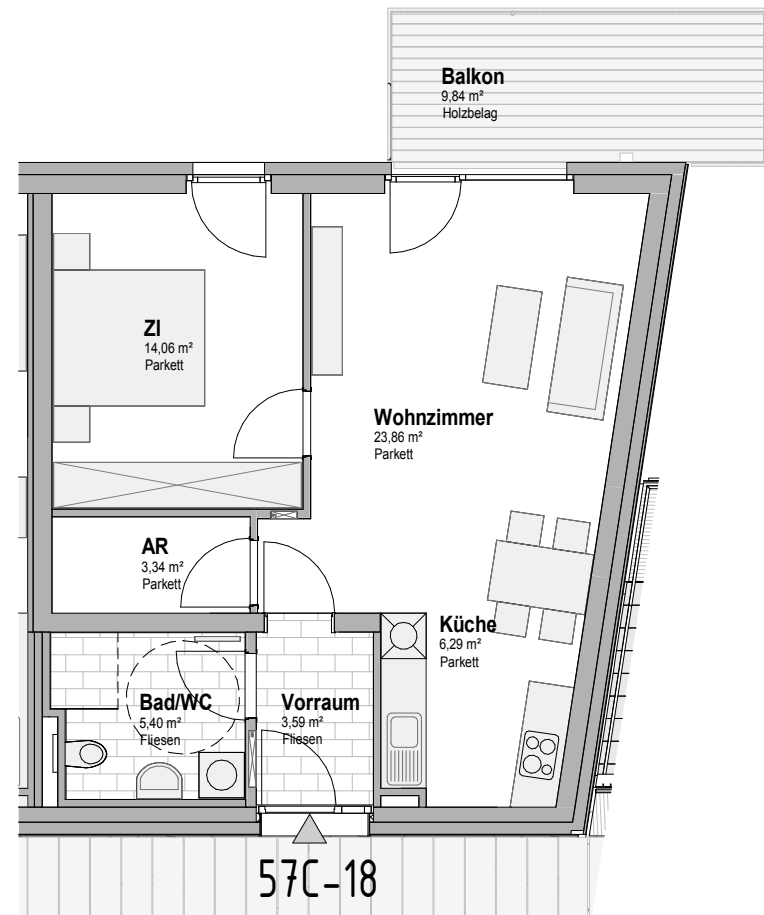 Balkon
9,84 m²
Holzbelag
ZI
14,06 m²
Parkett
Wohnzimmer
23,86 m²
Parkett
AR
3,34 m²
Parkett
Küche
6,29 m²
Parkett
Bad/WC
5,40 m²
Fliesen
Vorraum
3,59 m²
Fliesen
57C-18